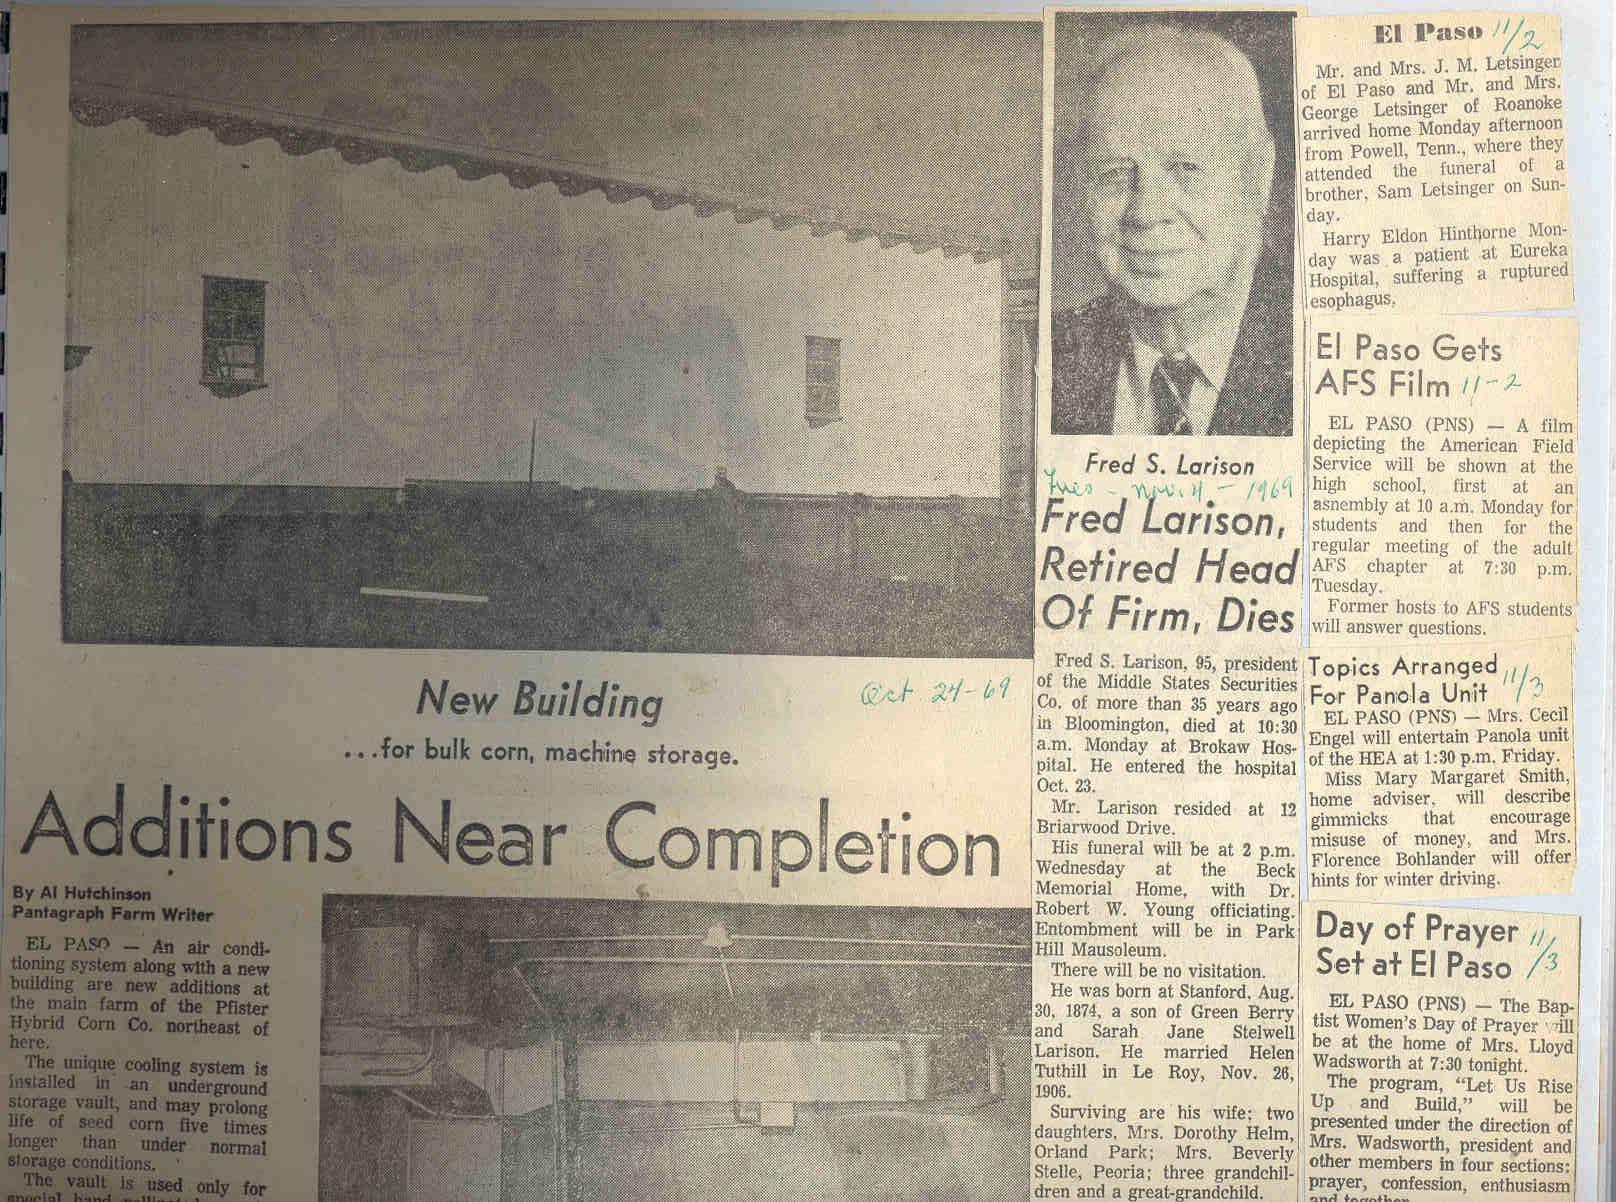 New Building
Oct 24-69
...for bulk corn, machine storage.
Additions Near Completion
By Al Hutchinson
Pantagraph Farm Writer
EL PASO — An air condi-
tioning system along with a new
building are new additions at
the main farm of the Pfister
Hybrid Corn Co. northeast of
here.
The unique cooling system is
installed in an underground
storage vault, and may prolong
life of seed corn five times
longer than under normal
storage conditions.
The vault is used only for
special hand
Fred S. Larison
Tues - Nov. 4 - 1969
Fred Larison,
Retired Head
Of Firm, Dies
Fred S. Larison, 95, president
of the Middle States Securities
Co. of more than 35 years ago
in Bloomington, died at 10:30
a.m. Monday at Brokaw Hos-
pital. He entered the hospital
Oct. 23.
Mr. Larison resided at 12
Briarwood Drive.
His funeral will be at 2 p.m.
Wednesday at the Beck
Memorial Home, with Dr.
Robert W. Young officiating.
Entombment will be in Park
Hill Mausoleum.
There will be no visitation.
He was born at Stanford, Aug.
30, 1874, a son of Green Berry
and Sarah Jane Stelwell
Larison. He married Helen
Tuthill in Le Roy, Nov. 26,
1906.
Surviving are his wife; two
daughters, Mrs. Dorothy Helm,
Orland Park; Mrs. Beverly
Stelle, Peoria; three grandchil-
dren and a great-grandchild.
El Paso 11/2
Mr. and Mrs. J. M. Letsinger
of El Paso and Mr. and Mrs.
George Letsinger of Roanoke
arrived home Monday afternoon
from Powell, Tenn., where they
attended the funeral of a
brother, Sam Letsinger on Sun-
day.
Harry Eldon Hinthorne Mon-
day was a patient at Eureka
Hospital, suffering a ruptured
esophagus.
El Paso Gets
AFS Film 11-2
EL PASO (PNS) — A film
depicting the American Field
Service will be shown at the
high school, first at an
asnembly at 10 a.m. Monday for
students and then for the
regular meeting of the adult
AFS chapter at 7:30 p.m.
Tuesday.
Former hosts to AFS students
will answer questions.
Topics Arranged
For Panola Unit 11/3
EL PASO (PNS) — Mrs. Cecil
Engel will entertain Panola unit
of the HEA at 1:30 p.m. Friday.
Miss Mary Margaret Smith,
home adviser, will describe
gimmicks that encourage
misuse of money, and Mrs.
Florence Bohlander will offer
hints for winter driving.
Day of Prayer
Set at El Paso 11/3
EL PASO (PNS) — The Bap-
tist Women's Day of Prayer will
be at the home of Mrs. Lloyd
Wadsworth at 7:30 tonight.
The program, "Let Us Rise
Up and Build," will be
presented under the direction of
Mrs. Wadsworth, president and
other members in four sections:
prayer, confession, enthusiasm
and together